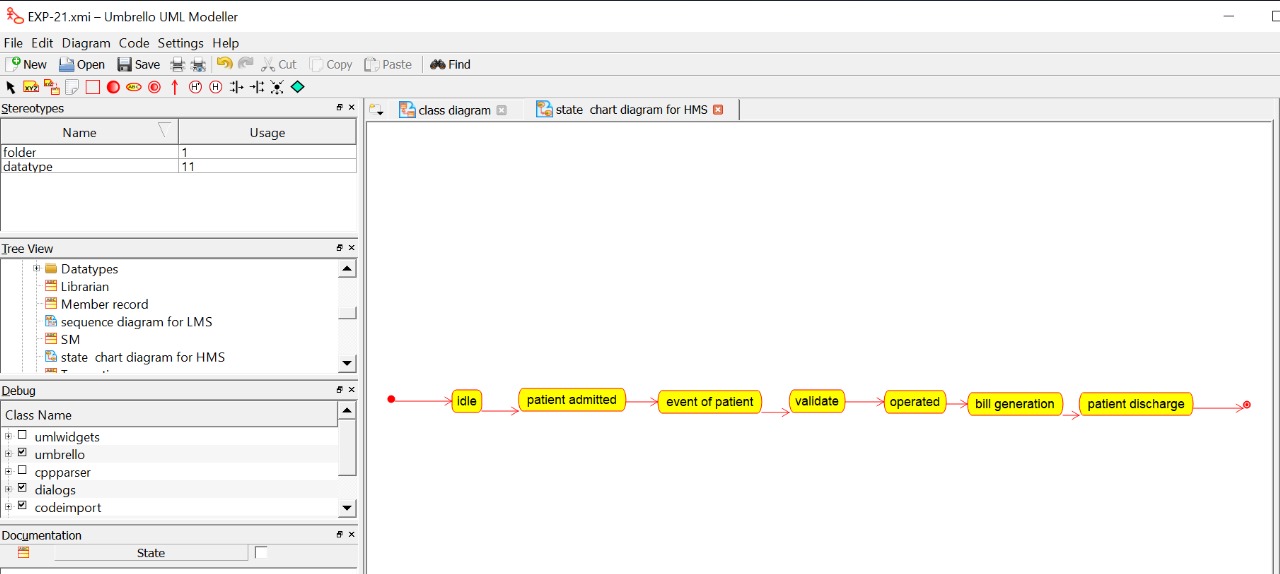 EXP-21.xmi – Umbrello UML Modeller
File Edit Diagram Code Settings Help
New Open Save Cut Copy Paste Find
Stereotypes
Name Usage
folder 1
datatype 11
Tree View
Datatypes
Librarian
Member record
sequence diagram for LMS
SM
state chart diagram for HMS
Debug
Class Name
umlwidgets
umbrello
cppparser
dialogs
codeimport
Documentation
State
class diagram state chart diagram for HMS
idle patient admitted event of patient validate operated bill generation patient discharge